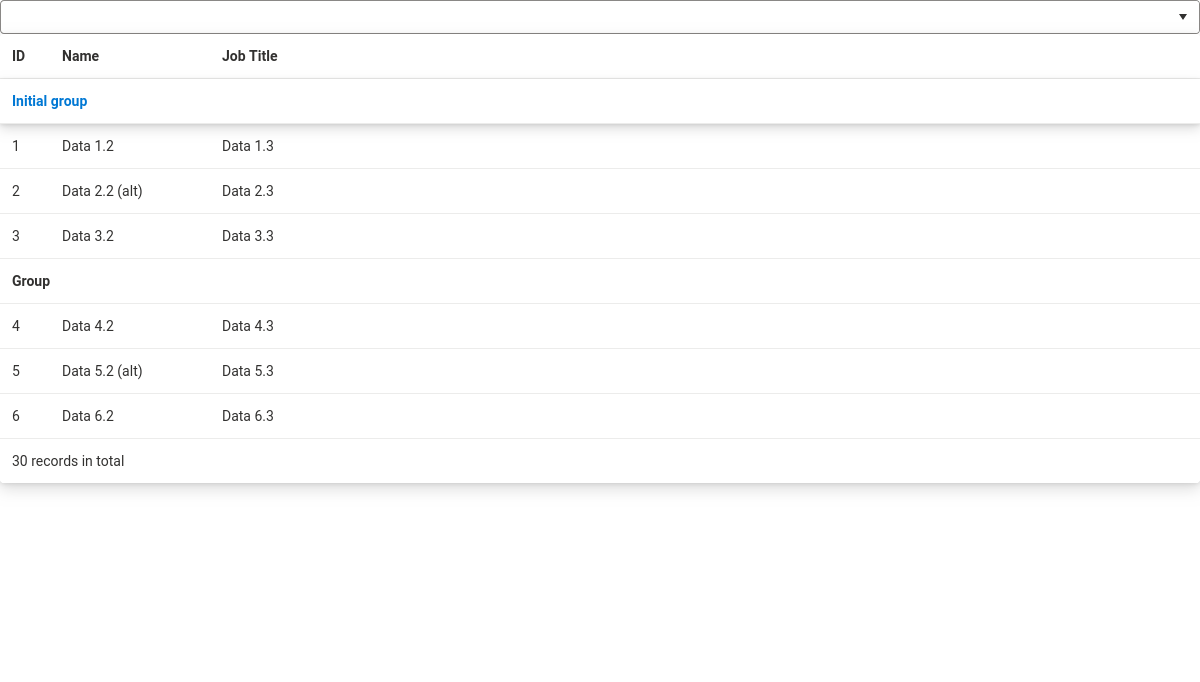 ID Name Job Title
Initial group
1 Data 1.2 Data 1.3
2 Data 2.2 (alt) Data 2.3
3 Data 3.2 Data 3.3
Group
4 Data 4.2 Data 4.3
5 Data 5.2 (alt) Data 5.3
6 Data 6.2 Data 6.3
30 records in total